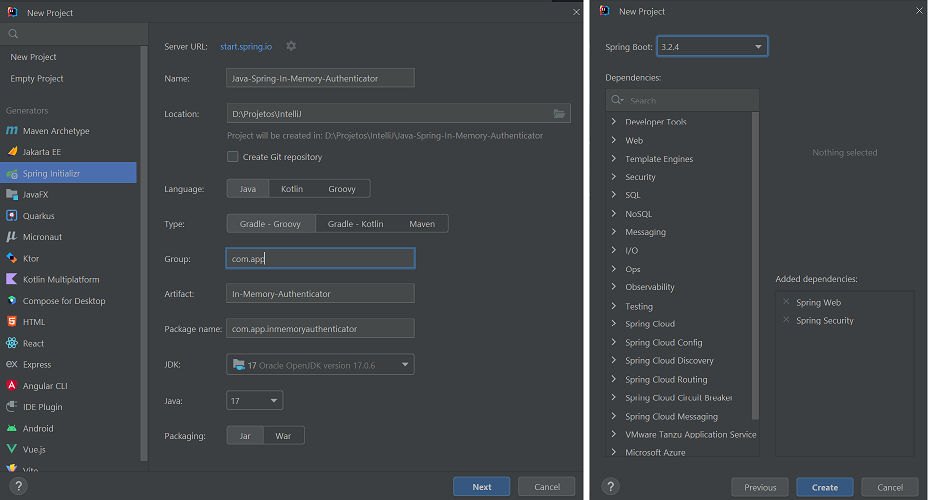 New Project
New Project
Empty Project
Generators
Maven Archetype
Jakarta EE
Spring Initializr
JavaFX
Quarkus
Micronaut
Ktor
Kotlin Multiplatform
Compose for Desktop
HTML
React
Express
Angular CLI
IDE Plugin
Android
Vue.js
Vite
?
Server URL: start.spring.io
Name: Java-Spring-In-Memory-Authenticator
Location: D:\Projetos\IntelliJ
Project will be created in: D:\Projetos\IntelliJ\Java-Spring-In-Memory-Authenticator
Create Git repository
Language: Java Kotlin Groovy
Type: Gradle - Groovy Gradle - Kotlin Maven
Group: com.app
Artifact: In-Memory-Authenticator
Package name: com.app.inmemoryauthenticator
JDK: 17 Oracle OpenJDK version 17.0.6
Java: 17
Packaging: Jar War
Next Cancel
New Project
Spring Boot: 3.2.4
Dependencies:
Search
Developer Tools
Web
Template Engines
Security
SQL
NoSQL
Messaging
I/O
Ops
Observability
Testing
Spring Cloud
Spring Cloud Config
Spring Cloud Discovery
Spring Cloud Routing
Spring Cloud Circuit Breaker
Spring Cloud Messaging
VMware Tanzu Application Service
Microsoft Azure
Nothing selected
Added dependencies:
Spring Web
Spring Security
?
Previous Create Cancel